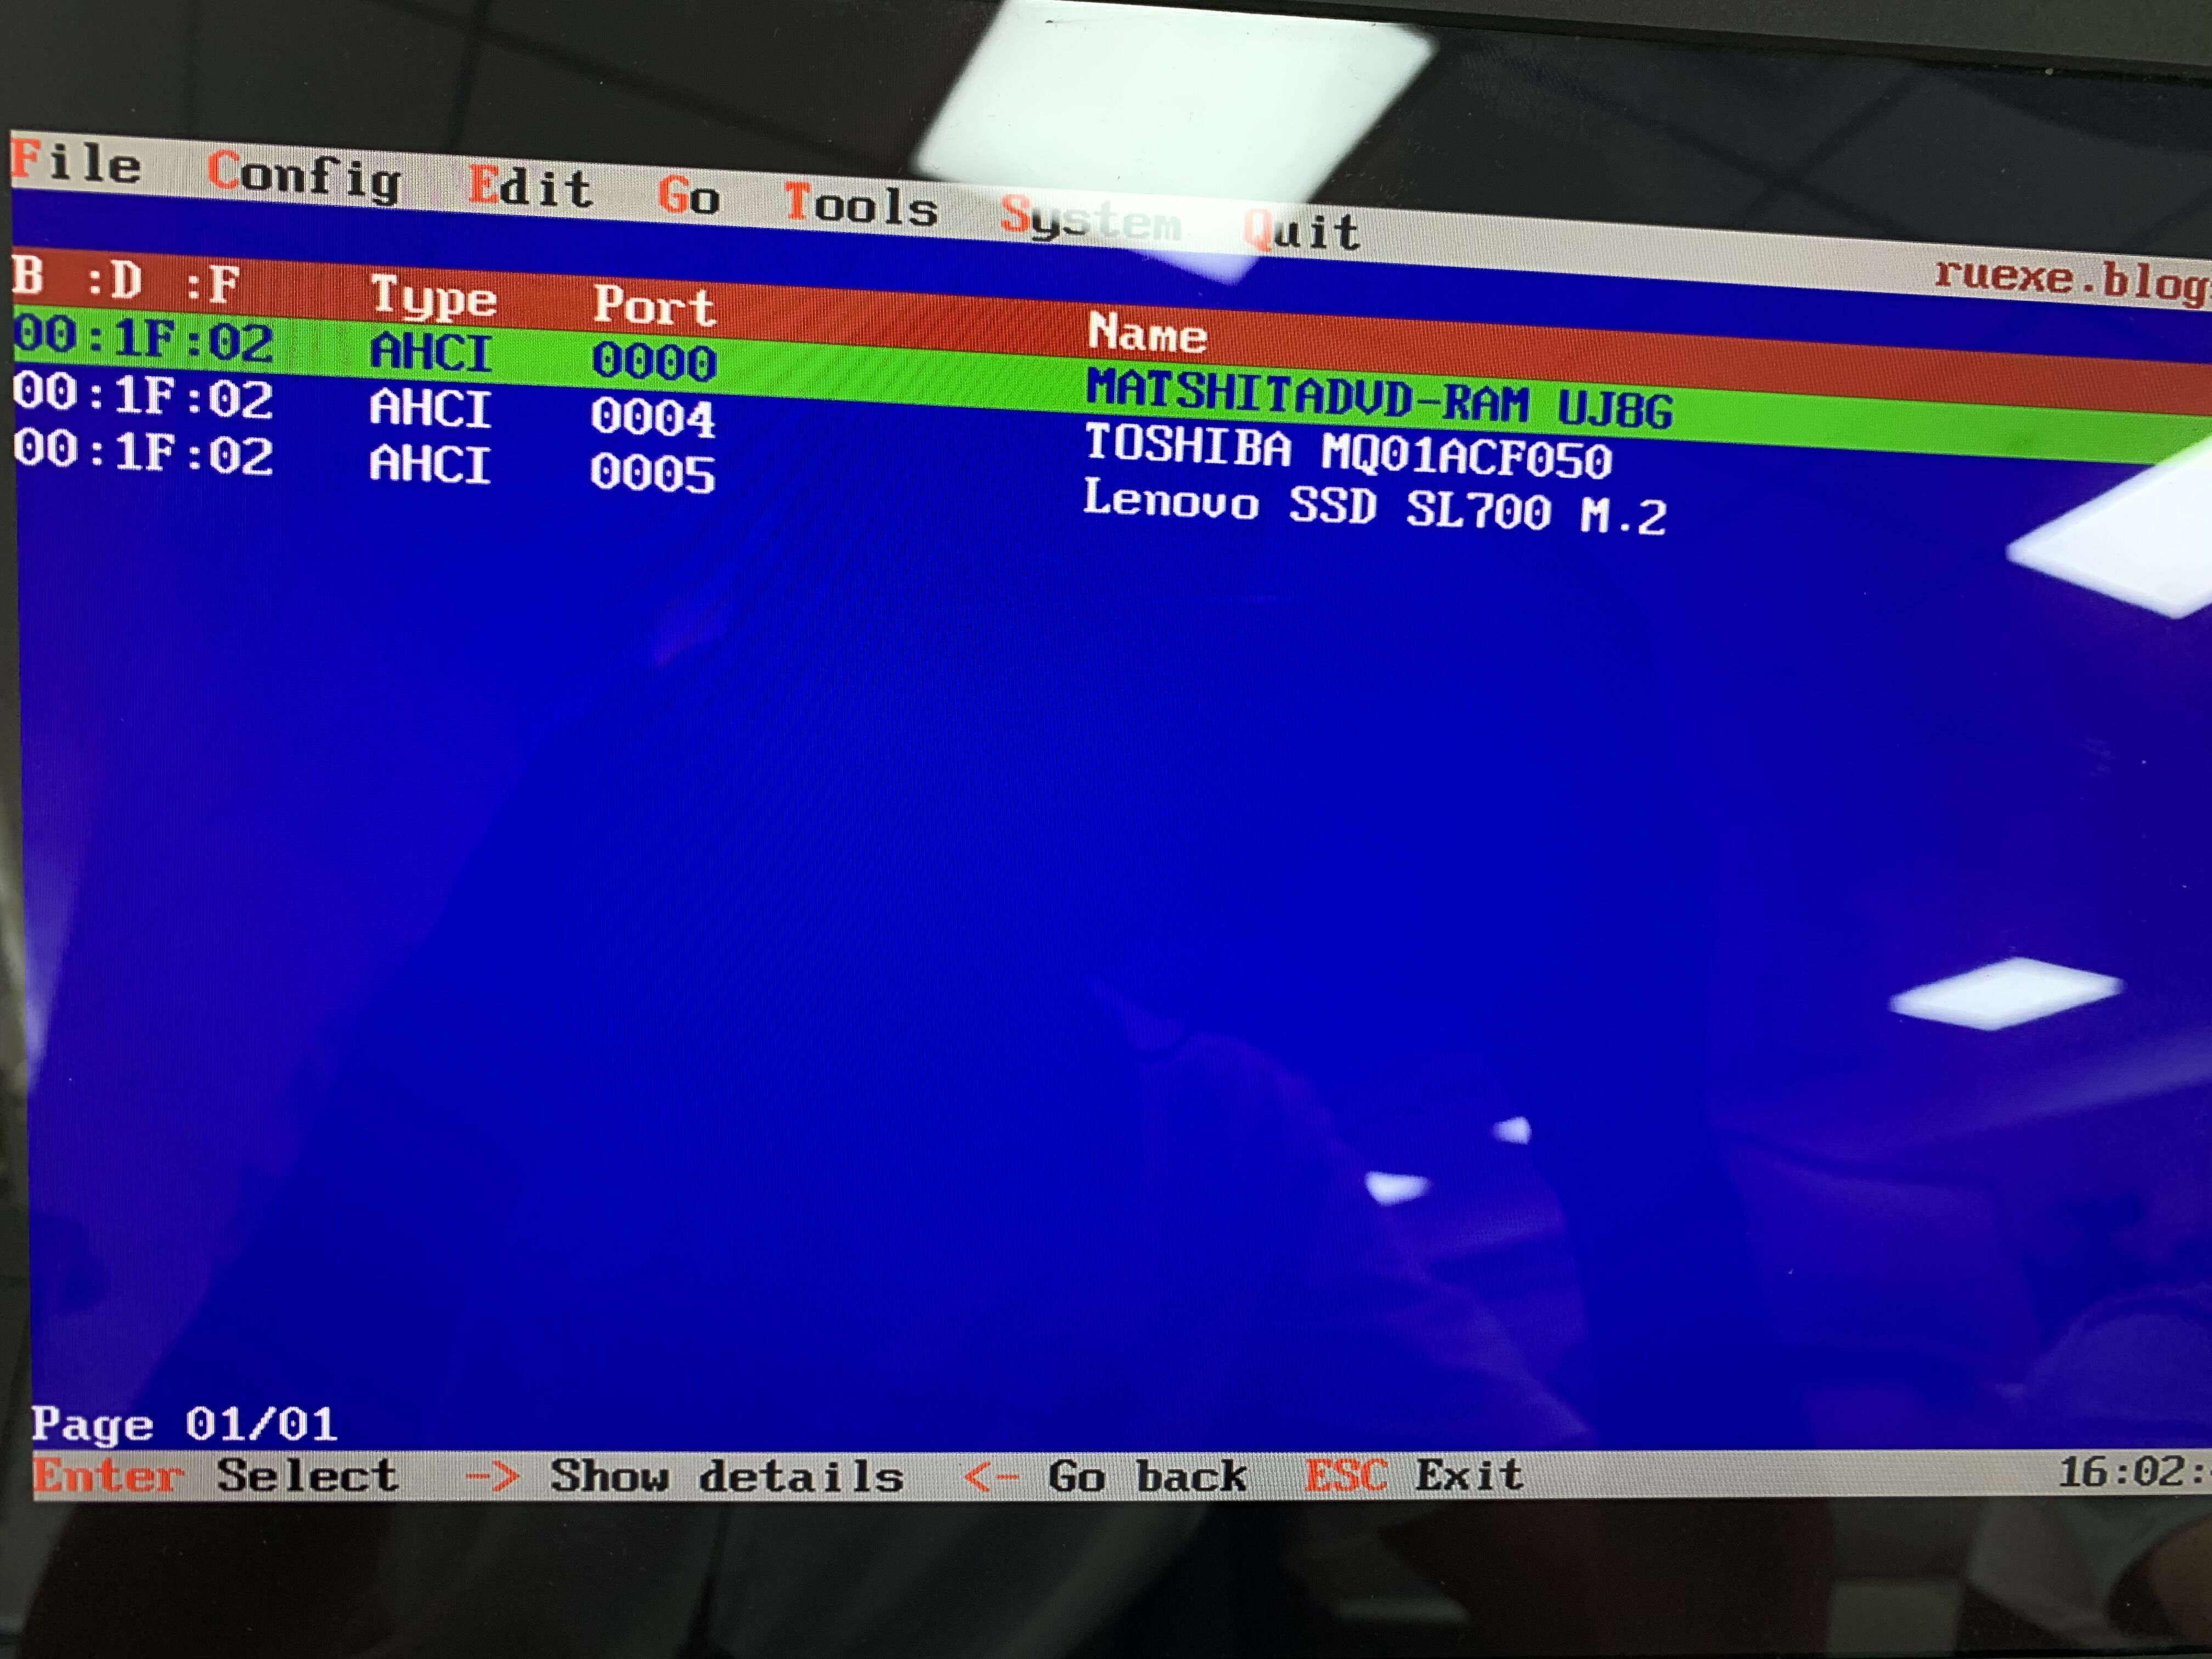 File Config Edit Go Tools System Quit ruexe.blog
B :D :F Type Port Name
00:1F:02 AHCI 0000 MATSHITADVD-RAM UJ8G
00:1F:02 AHCI 0004 TOSHIBA MQ01ACF050
00:1F:02 AHCI 0005 Lenovo SSD SL700 M.2
Page 01/01
Enter Select -> Show details <- Go back ESC Exit 16:02: